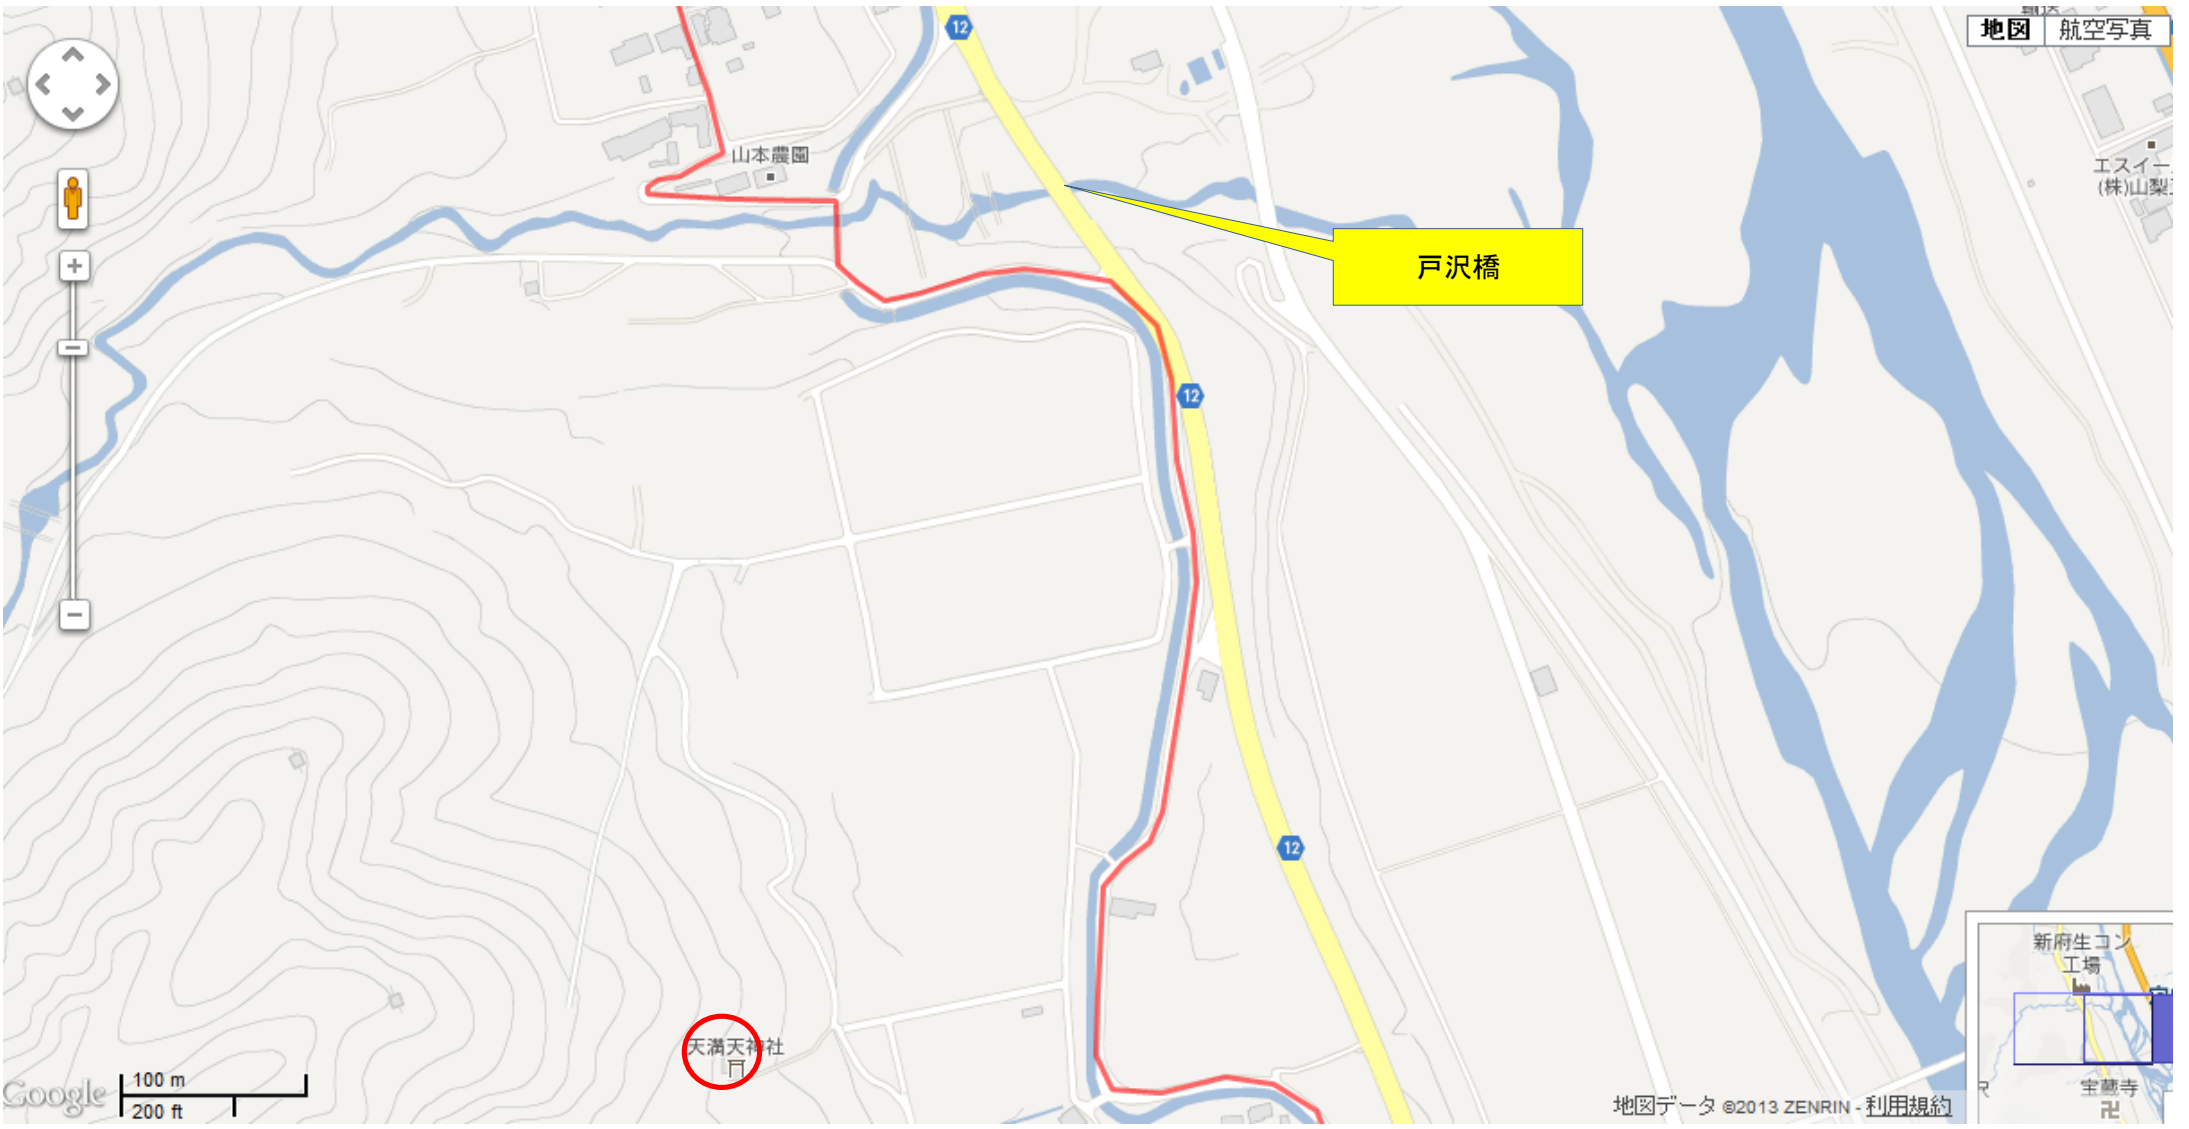 12
地図
航空写真
山本農園
エスイー
(株)山梨
戸沢橋
12
12
新府生コン
工場
天満天神社
宝蔵寺
100 m
200 ft
Google
地図データ ©2013 ZENRIN - 利用規約